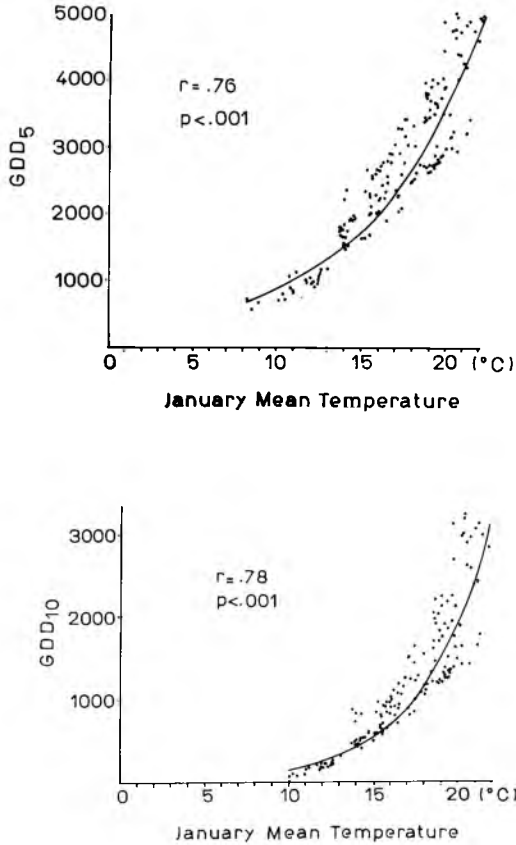 5000
4000
3000
2000
1000
GDD5
r = .76
p<.001
0 5 10 15 20 (°C)
January Mean Temperature
3000
2000
1000
GDD10
r = .78
p<.001
0 5 10 15 20 (°C)
January Mean Temperature